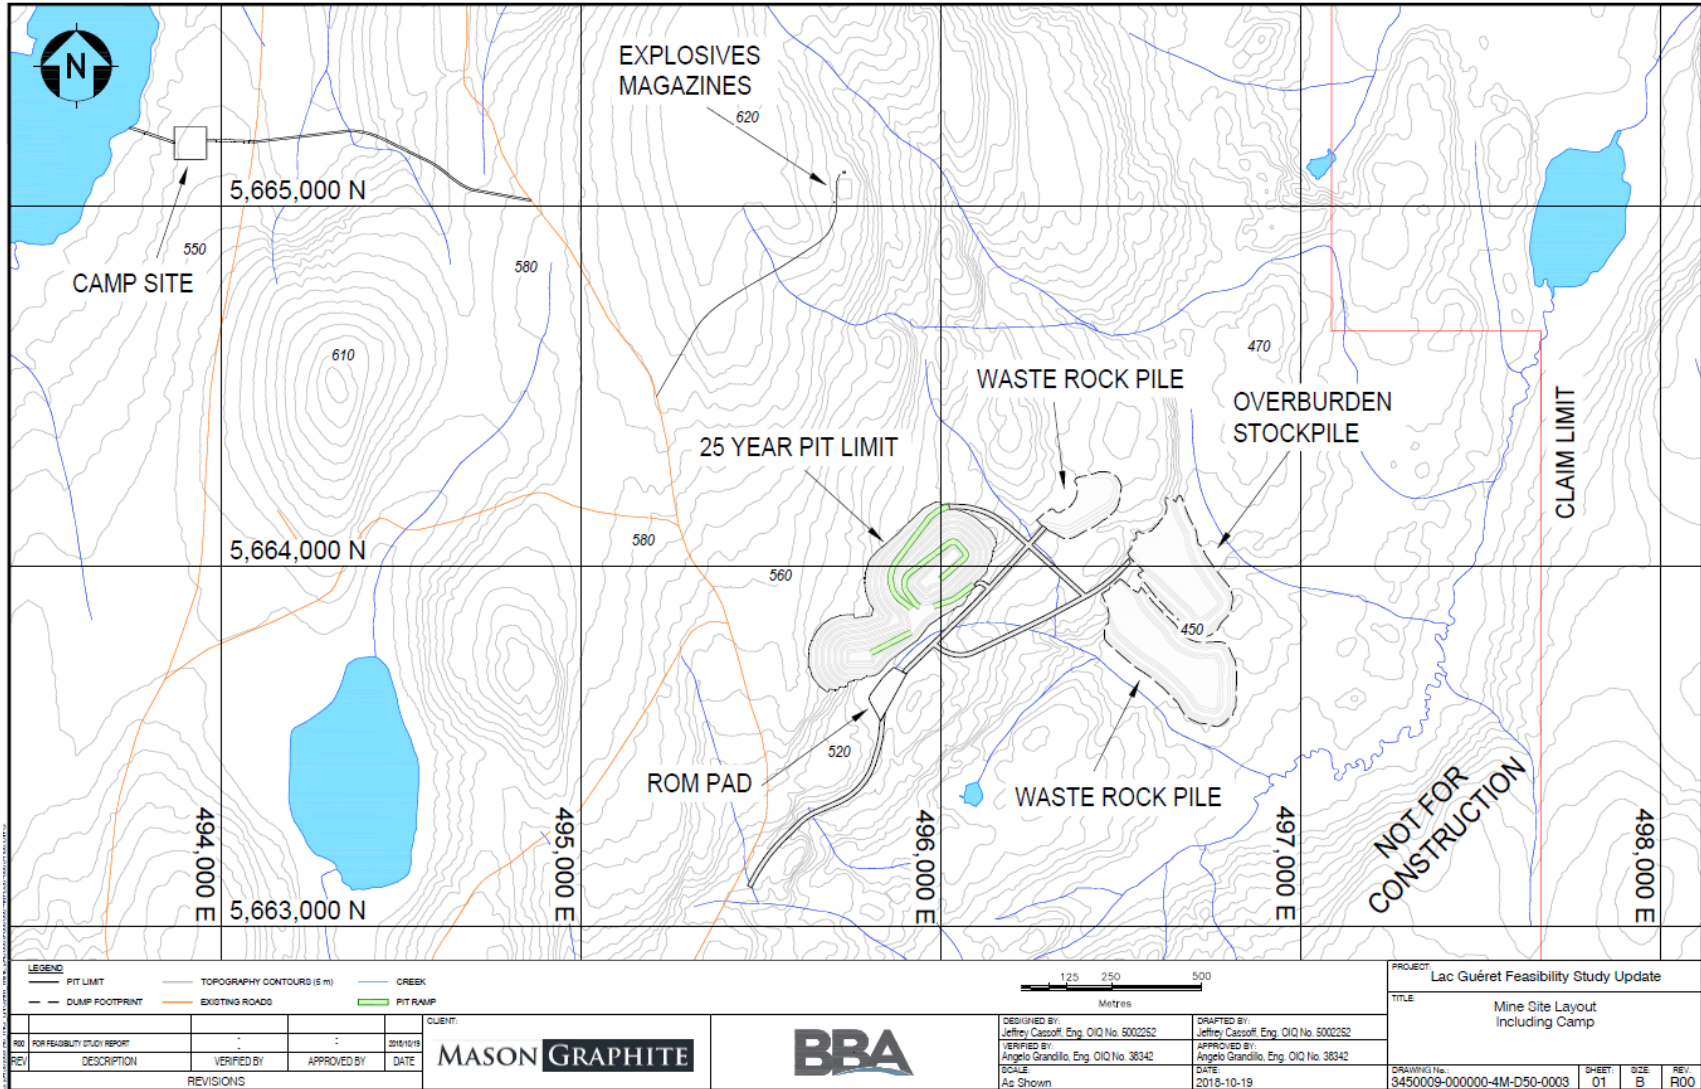 N
EXPLOSIVES
MAGAZINES
620
5,665,000 N
550
CAMP SITE
580
610
470
WASTE ROCK PILE
OVERBURDEN
STOCKPILE
CLAIM LIMIT
25 YEAR PIT LIMIT
5,664,000 N
580
560
450
520
ROM PAD
WASTE ROCK PILE
NOT FOR
CONSTRUCTION
494,000 E
495,000 E
496,000 E
497,000 E
498,000 E
5,663,000 N
LEGEND
PIT LIMIT
TOPOGRAPHY CONTOURS (5 m)
CREEK
DUMP FOOTPRINT
EXISTING ROADS
PIT RAMP
125 250 500
Metres
PROJECT:
Lac Guéret Feasibility Study Update
TITLE:
Mine Site Layout
Including Camp
R00 FOR FEASIBILITY STUDY REPORT - - 2018/10/19
REV DESCRIPTION VERIFIED BY APPROVED BY DATE
REVISIONS
CLIENT:
MASON GRAPHITE
BBA
DESIGNED BY:
Jeffrey Cassoff, Eng. OIQ No. 5002252
DRAFTED BY:
Jeffrey Cassoff, Eng. OIQ No. 5002252
VERIFIED BY:
Angelo Grandillo, Eng. OIQ No. 38342
APPROVED BY:
Angelo Grandillo, Eng. OIQ No. 38342
SCALE:
As Shown
DATE:
2018-10-19
DRAWING No.:
3450009-000000-4M-D50-0003
SHEET:
01
SIZE:
B
REV.
R00